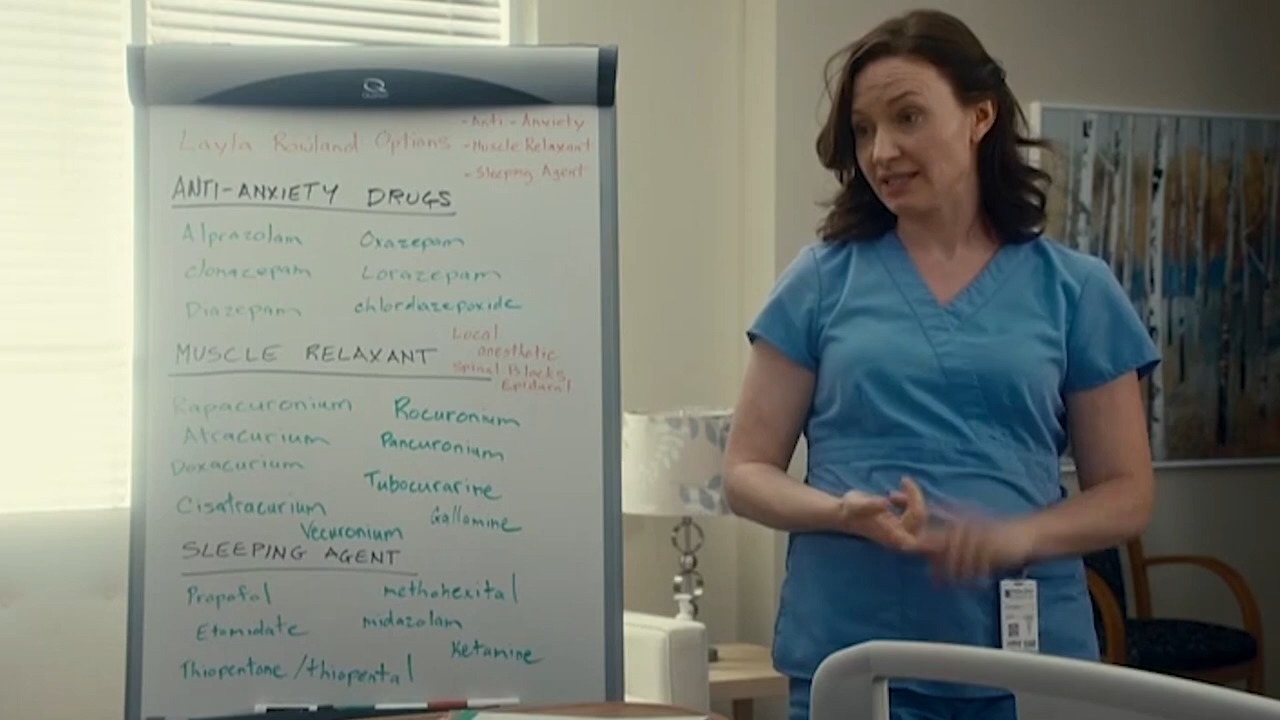 Layla Rowland Options
- Anti-Anxiety
- Muscle Relaxant
- Sleeping Agent
ANTI-ANXIETY DRUGS
Alprazolam Oxazepam
clonazepam Lorazepam
Diazepam chlordiazepoxide
MUSCLE RELAXANT
Local
anesthetic
Spinal Blocks
Epidural
Rapacuronium Rocuronium
Atracurium Pancuronium
Doxacurium
Tubocurarine
Cisatracurium
Gallamine
Vecuronium
SLEEPING AGENT
Propofol methohexital
Etomidate midazolam
Ketamine
Thiopentone/thiopental